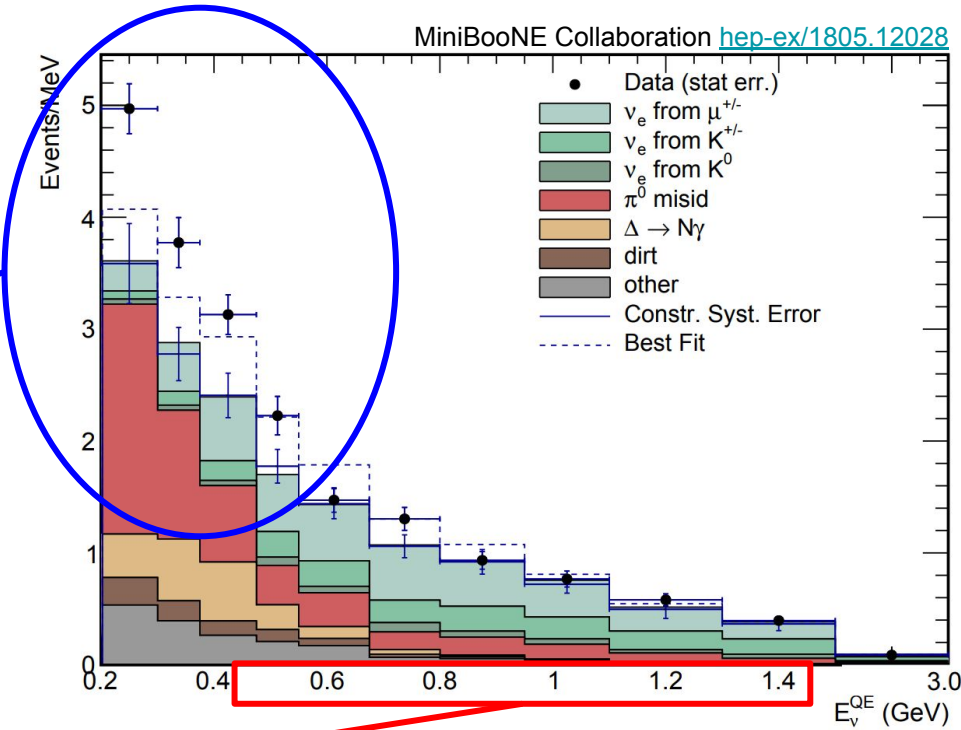 MiniBooNE Collaboration hep-ex/1805.12028
Events/MeV
5
4
3
2
1
0
Data (stat err.)
νe from μ+/-
νe from K+/-
νe from K0
π0 misid
Δ → Nγ
dirt
other
Constr. Syst. Error
Best Fit
0.2 0.4 0.6 0.8 1 1.2 1.4 3.0
EνQE (GeV)